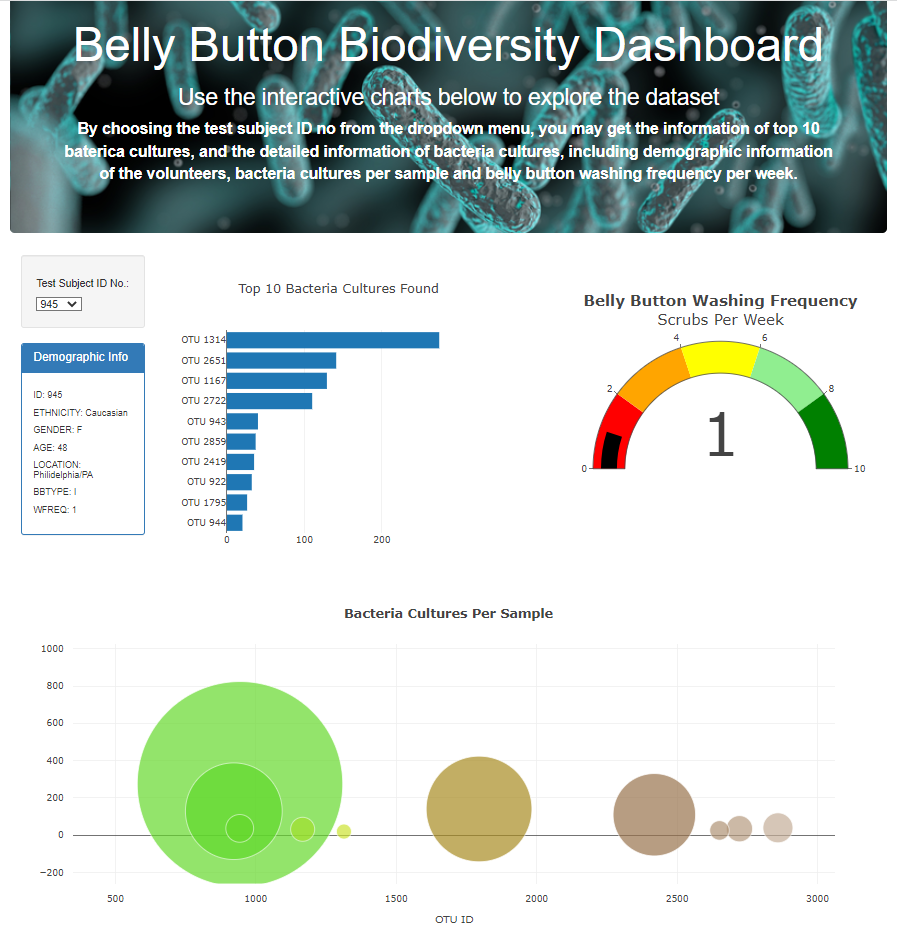 Belly Button Biodiversity Dashboard
Use the interactive charts below to explore the dataset
By choosing the test subject ID no from the dropdown menu, you may get the information of top 10
baterica cultures, and the detailed information of bacteria cultures, including demographic information
of the volunteers, bacteria cultures per sample and belly button washing frequency per week.
Test Subject ID No.:
945
Demographic Info
ID: 945
ETHNICITY: Caucasian
GENDER: F
AGE: 48
LOCATION:
Philidelphia/PA
BBTYPE: I
WFREQ: 1
Top 10 Bacteria Cultures Found
OTU 1314
OTU 2651
OTU 1167
OTU 2722
OTU 943
OTU 2859
OTU 2419
OTU 922
OTU 1795
OTU 944
0 100 200
Belly Button Washing Frequency
Scrubs Per Week
4 6
2 8
1
0 10
Bacteria Cultures Per Sample
1000
800
600
400
200
0
−200
500 1000 1500 2000 2500 3000
OTU ID